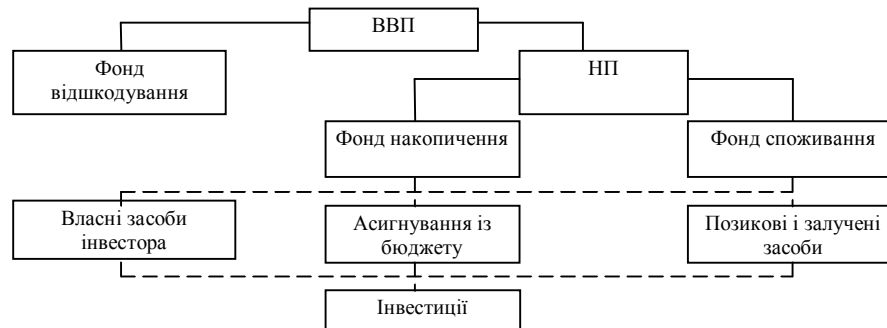 ВВП
Фонд
відшкодування
НП
Фонд накопичення
Фонд споживання
Власні засоби
інвестора
Асигнування із
бюджету
Позикові і залучені
засоби
Інвестиції